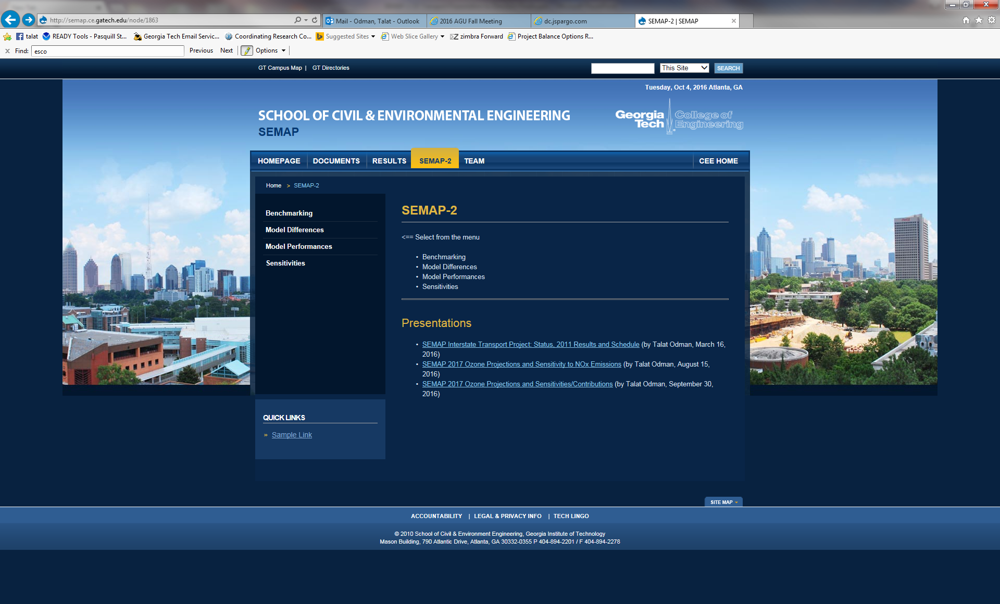 http://semap.ce.gatech.edu/node/1863
Mail - Odman, Talat - Outlook
2016 AGU Fall Meeting
dc.jspargo.com
SEMAP-2 | SEMAP
talat
READY Tools - Pasquill St...
Georgia Tech Email Servic...
Coordinating Research Co...
Suggested Sites
Web Slice Gallery
zimbra Forward
Project Balance Options R...
Find: esco Previous Next Options
GT Campus Map | GT Directories
This Site SEARCH
Tuesday, Oct 4, 2016 Atlanta, GA
SCHOOL OF CIVIL & ENVIRONMENTAL ENGINEERING
SEMAP
Georgia Tech College of Engineering
HOMEPAGE DOCUMENTS RESULTS SEMAP-2 TEAM CEE HOME
Home > SEMAP-2
Benchmarking
Model Differences
Model Performances
Sensitivities
QUICK LINKS
» Sample Link
SEMAP-2
<== Select from the menu
• Benchmarking
• Model Differences
• Model Performances
• Sensitivities
Presentations
• SEMAP Interstate Transport Project: Status, 2011 Results and Schedule (by Talat Odman, March 16,
2016)
• SEMAP 2017 Ozone Projections and Sensitivity to NOx Emissions (by Talat Odman, August 15,
2016)
• SEMAP 2017 Ozone Projections and Sensitivities/Contributions (by Talat Odman, September 30,
2016)
SITE MAP
ACCOUNTABILITY | LEGAL & PRIVACY INFO | TECH LINGO
© 2010 School of Civil & Environment Engineering, Georgia Institute of Technology
Mason Building, 790 Atlantic Drive, Atlanta, GA 30332-0355 P 404-894-2201 / F 404-894-2278